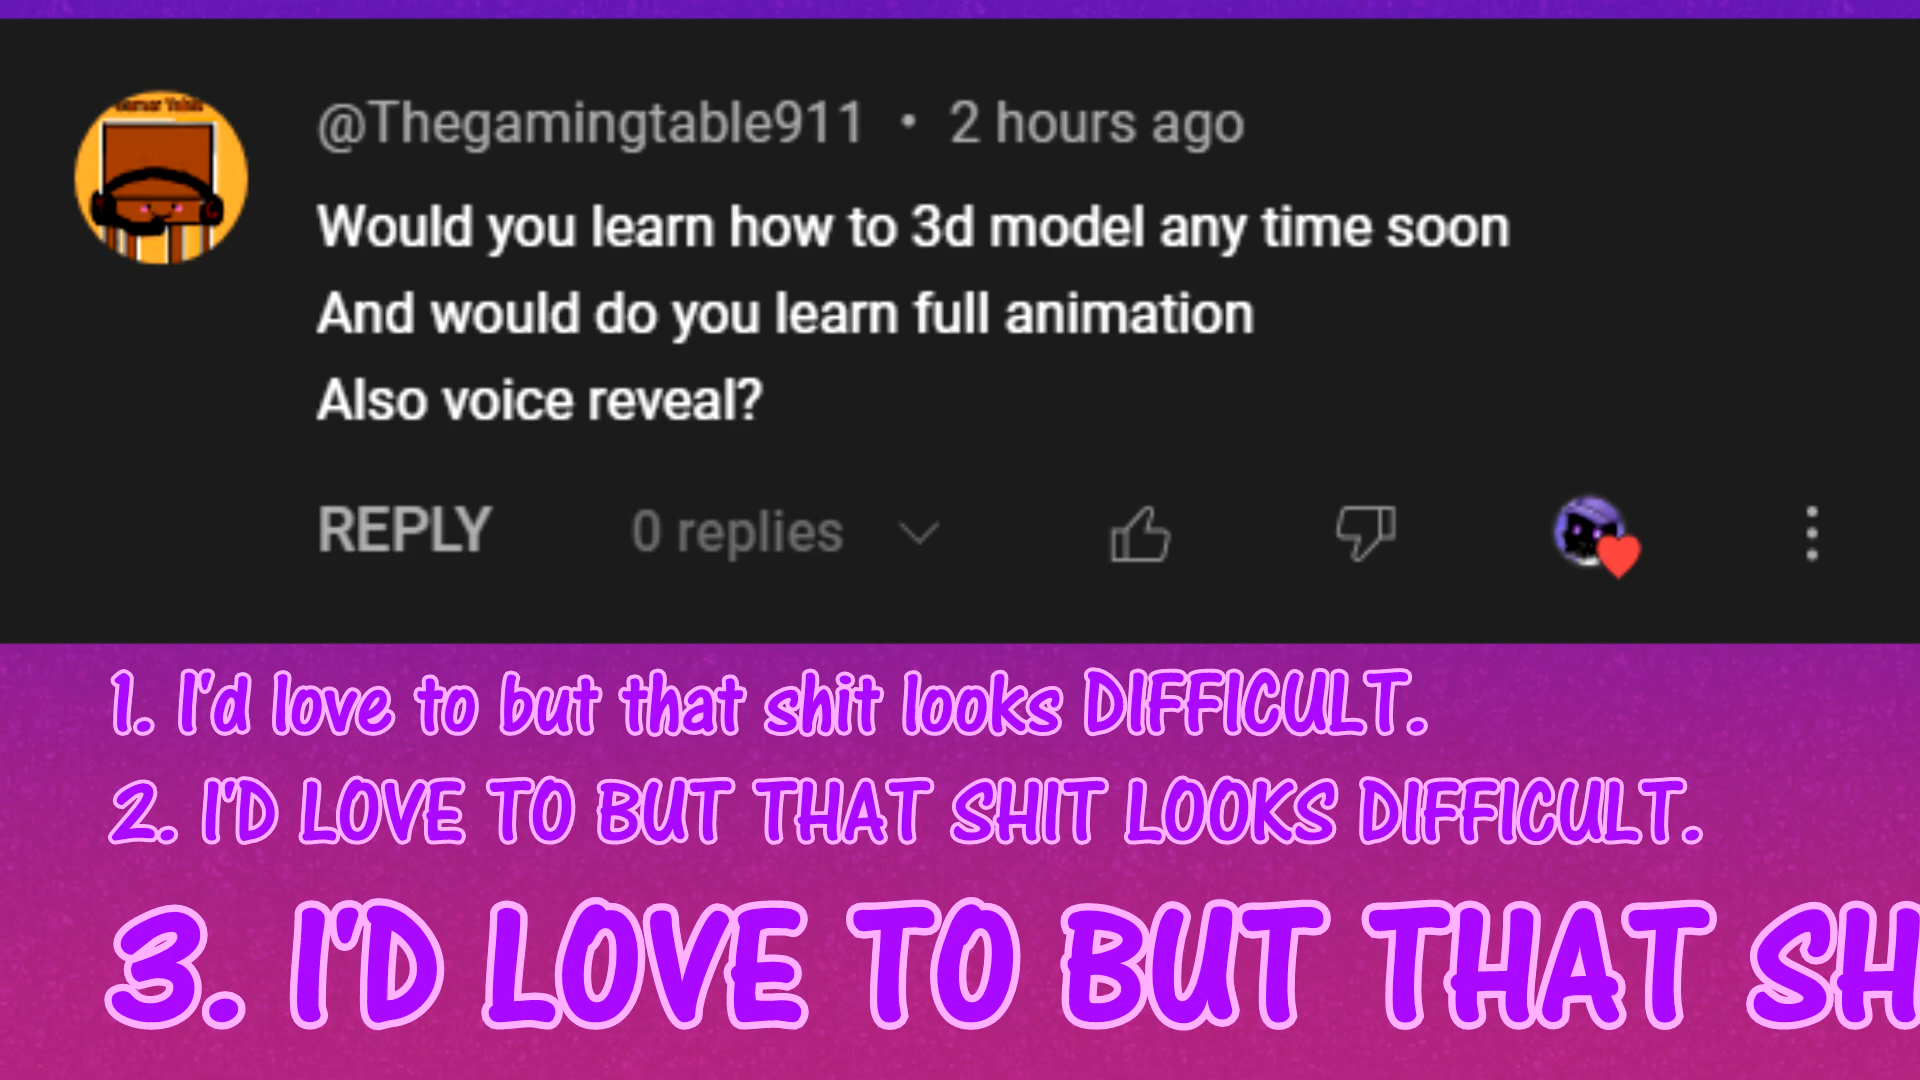 @Thegamingtable911 • 2 hours ago
Would you learn how to 3d model any time soon
And would do you learn full animation
Also voice reveal?
REPLY 0 replies
1. I'd love to but that shit looks DIFFICULT.
2. I'D LOVE TO BUT THAT SHIT LOOKS DIFFICULT.
3. I'D LOVE TO BUT THAT SH